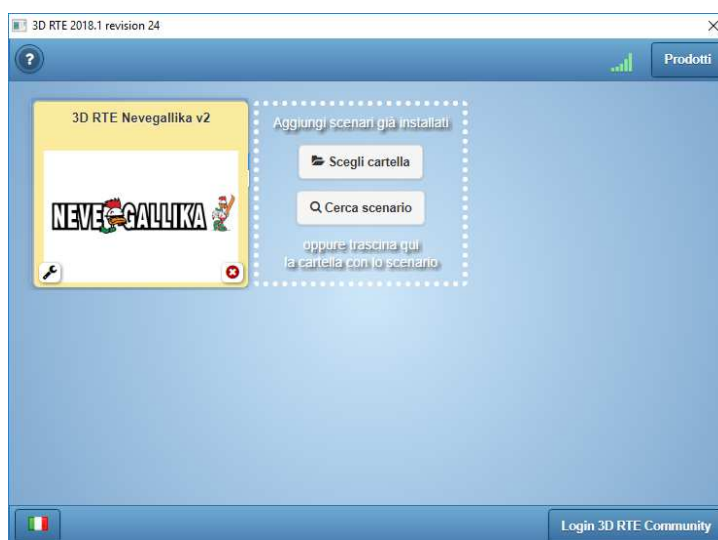 3D RTE 2018.1 revision 24
?
Prodotti
3D RTE Nevegallika v2
NEVEGALLIKA
Aggiungi scenari già installati
Scegli cartella
Cerca scenario
oppure trascina qui
la cartella con lo scenario
Login 3D RTE Community